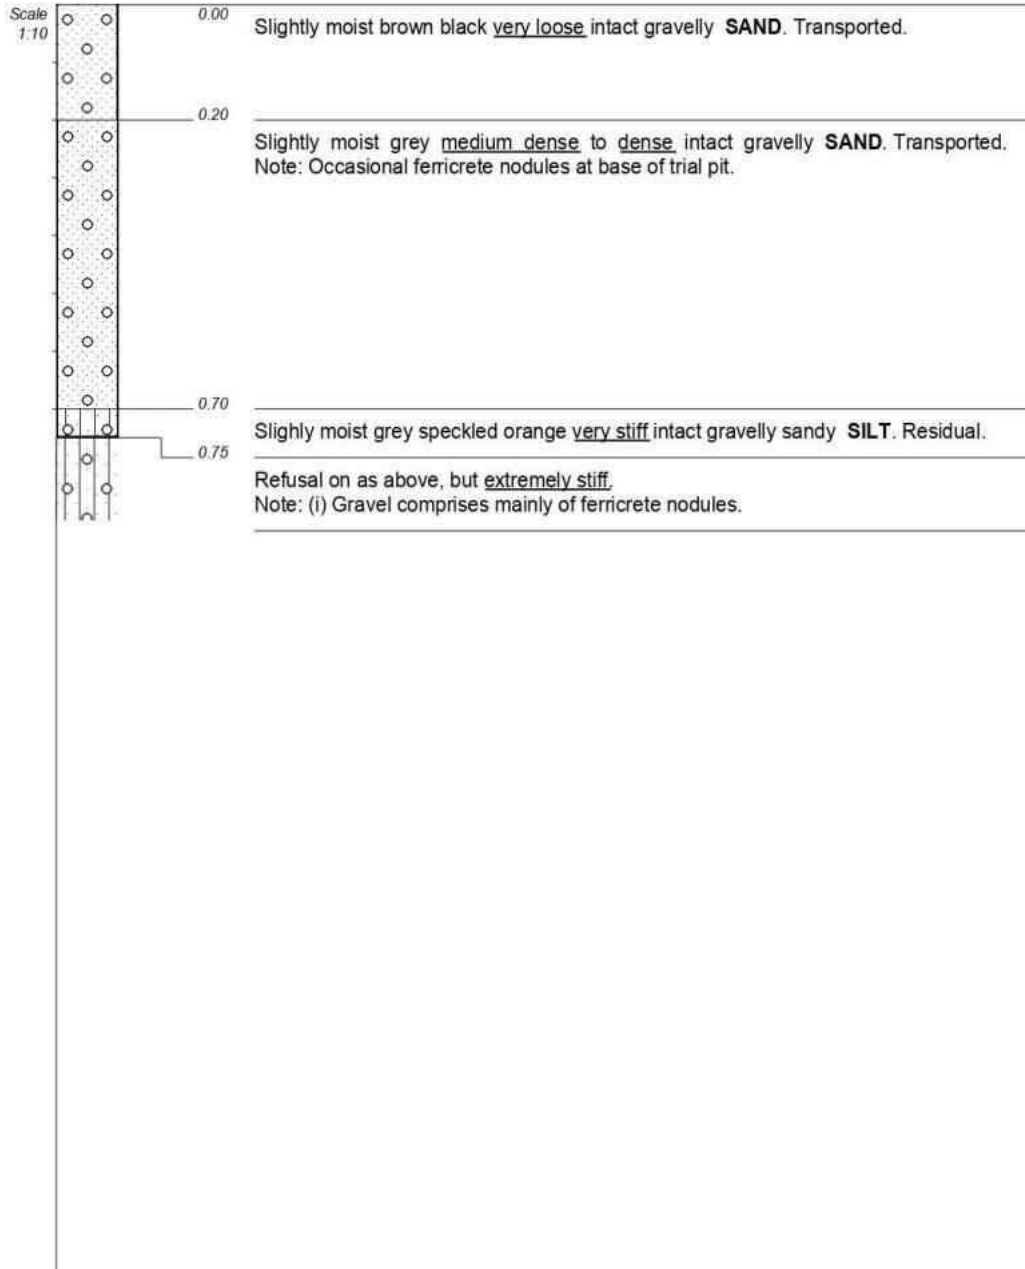 Scale
1:10
0.00
Slightly moist brown black very loose intact gravelly SAND. Transported.
0.20
Slightly moist grey medium dense to dense intact gravelly SAND. Transported.
Note: Occasional ferricrete nodules at base of trial pit.
0.70
Slighly moist grey speckled orange very stiff intact gravelly sandy SILT. Residual.
0.75
Refusal on as above, but extremely stiff.
Note: (i) Gravel comprises mainly of ferricrete nodules.